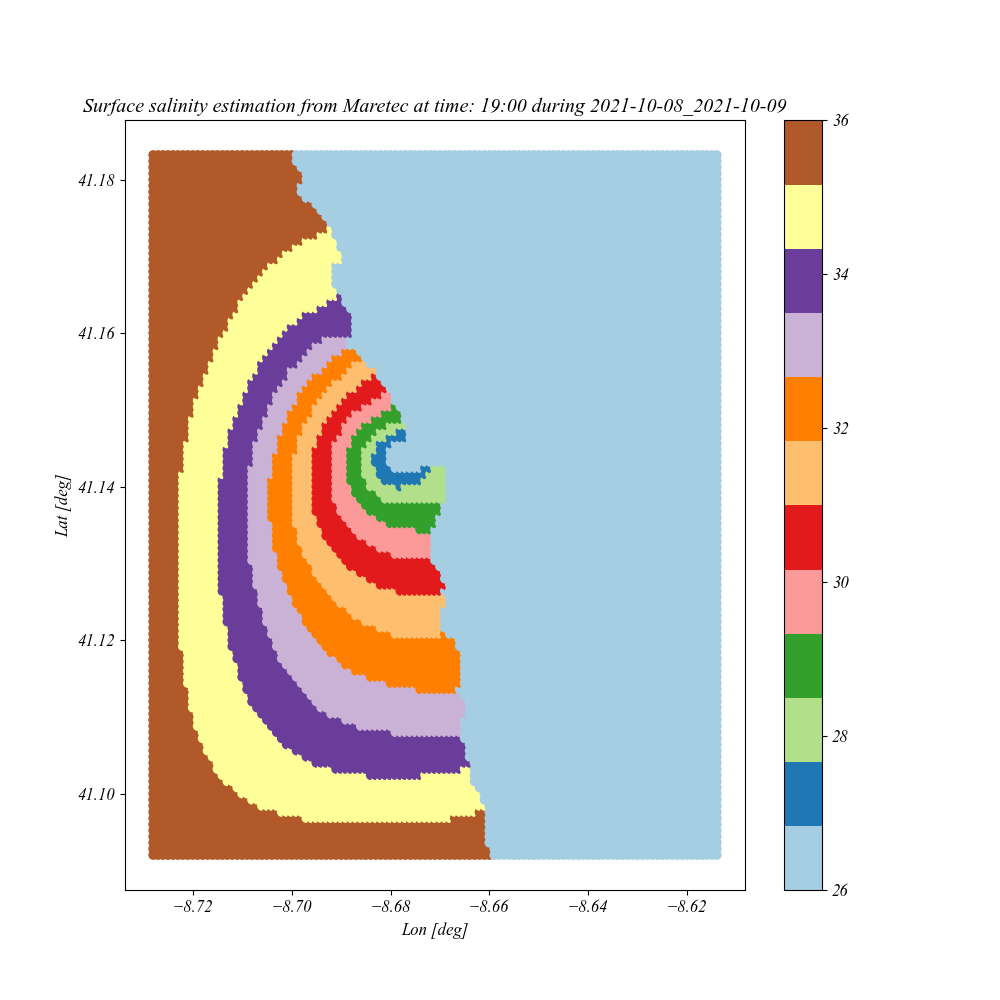 Surface salinity estimation from Maretec at time: 19:00 during 2021-10-08_2021-10-09
36
41.18
34
41.16
32
41.14
Lat [deg]
30
41.12
28
41.10
26
−8.72 −8.70 −8.68 −8.66 −8.64 −8.62
Lon [deg]